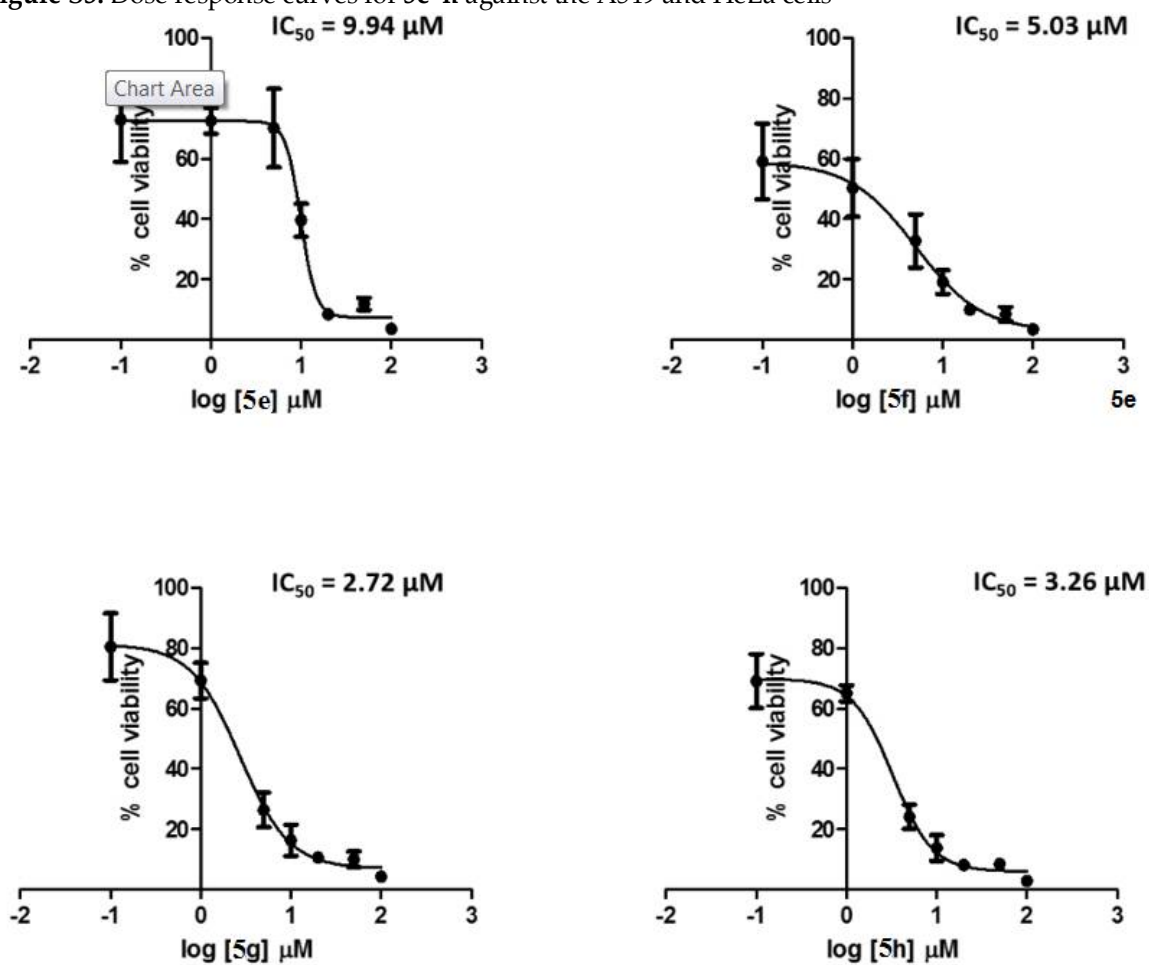 Figure S5. Dose response curves for 5e-h against the A549 and HeLa cells
IC50 = 9.94 µM
100
Chart Area
% cell viability
60
40
20
-2 -1 0 1 2 3
log [5e] µM
IC50 = 5.03 µM
100
80
60
40
20
% cell viability
-2 -1 0 1 2 3
log [5f] µM
5e
IC50 = 2.72 µM
100
80
60
40
20
% cell viability
-2 -1 0 1 2 3
log [5g] µM
IC50 = 3.26 µM
100
80
60
40
20
% cell viability
-2 -1 0 1 2 3
log [5h] µM